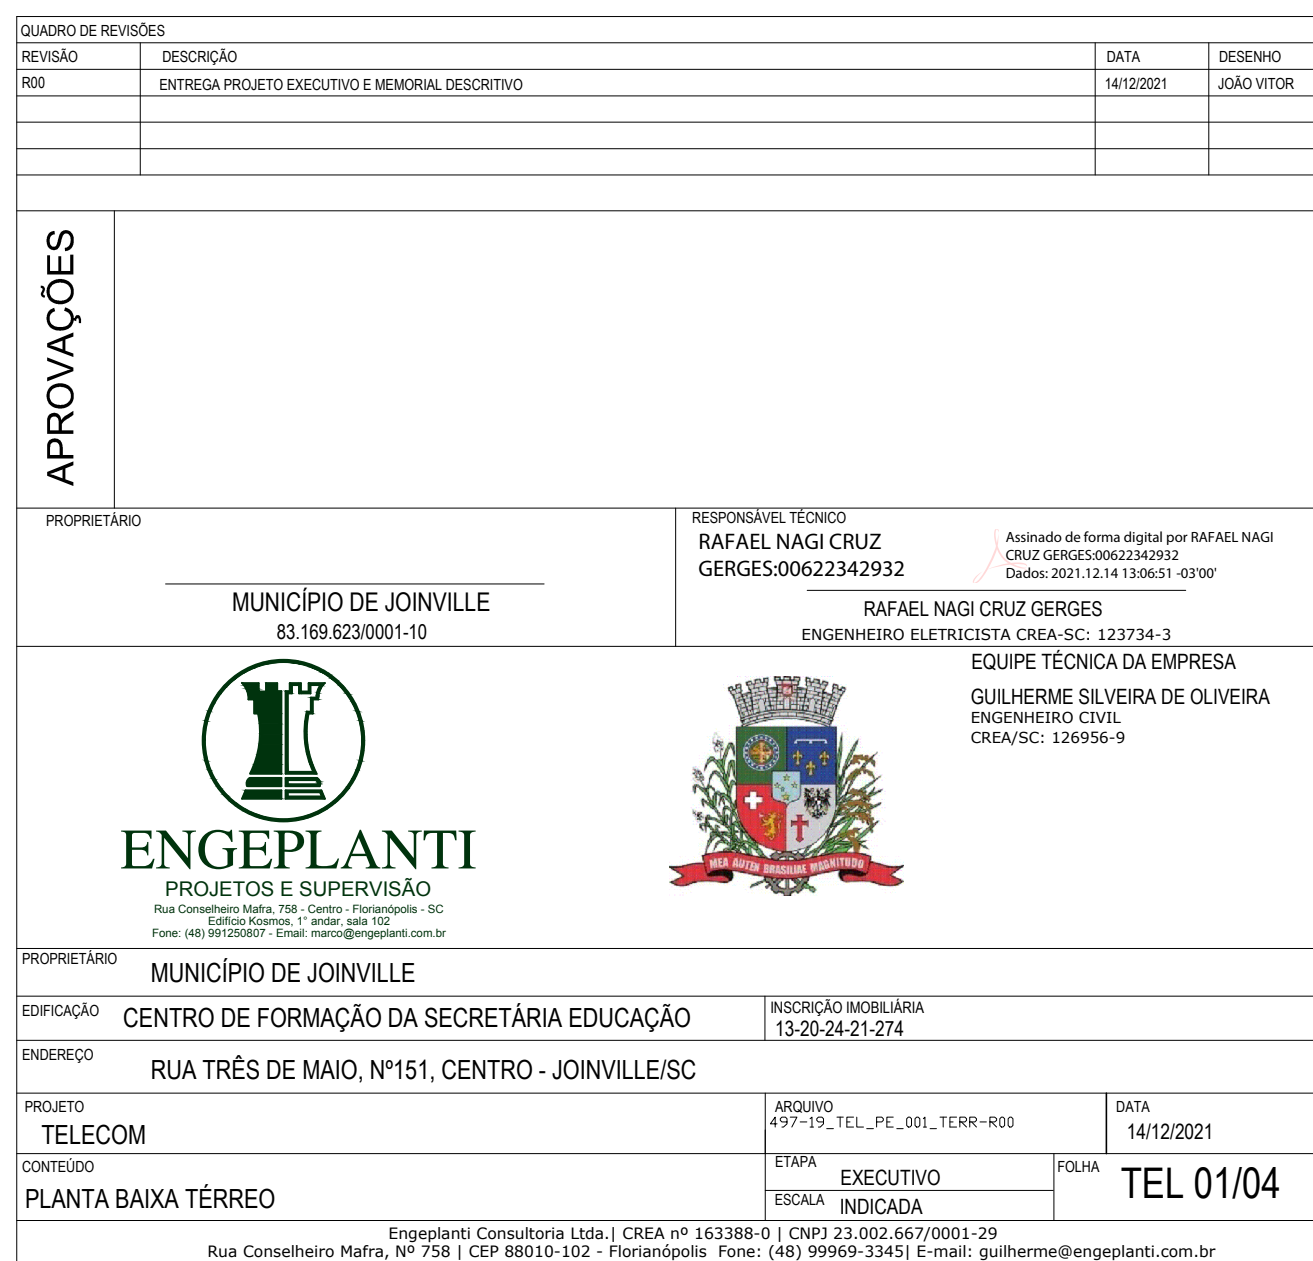 QUADRO DE REVISÕES
REVISÃO DESCRIÇÃO DATA DESENHO
R00 ENTREGA PROJETO EXECUTIVO E MEMORIAL DESCRITIVO 14/12/2021 JOÃO VITOR
APROVAÇÕES
PROPRIETÁRIO
MUNICÍPIO DE JOINVILLE
83.169.623/0001-10
RESPONSÁVEL TÉCNICO
RAFAEL NAGI CRUZ
GERGES:00622342932
Assinado de forma digital por RAFAEL NAGI
CRUZ GERGES:00622342932
Dados: 2021.12.14 13:06:51 -03'00'
RAFAEL NAGI CRUZ GERGES
ENGENHEIRO ELETRICISTA CREA-SC: 123734-3
ENGEPLANTI
PROJETOS E SUPERVISÃO
Rua Conselheiro Mafra, 758 - Centro - Florianópolis - SC
Edifício Kosmos, 1° andar, sala 102
Fone: (48) 991250807 - Email: marco@engeplanti.com.br
MEA AUTEM BRASILIAE MAGNITUDO
EQUIPE TÉCNICA DA EMPRESA
GUILHERME SILVEIRA DE OLIVEIRA
ENGENHEIRO CIVIL
CREA/SC: 126956-9
PROPRIETÁRIO
MUNICÍPIO DE JOINVILLE
EDIFICAÇÃO
CENTRO DE FORMAÇÃO DA SECRETÁRIA EDUCAÇÃO
INSCRIÇÃO IMOBILIÁRIA
13-20-24-21-274
ENDEREÇO
RUA TRÊS DE MAIO, Nº151, CENTRO - JOINVILLE/SC
PROJETO
TELECOM
ARQUIVO
497-19_TEL_PE_001_TERR-R00
DATA
14/12/2021
CONTEÚDO
PLANTA BAIXA TÉRREO
ETAPA
EXECUTIVO
ESCALA
INDICADA
FOLHA
TEL 01/04
Engeplanti Consultoria Ltda.| CREA nº 163388-0 | CNPJ 23.002.667/0001-29
Rua Conselheiro Mafra, Nº 758 | CEP 88010-102 - Florianópolis Fone: (48) 99969-3345| E-mail: guilherme@engeplanti.com.br